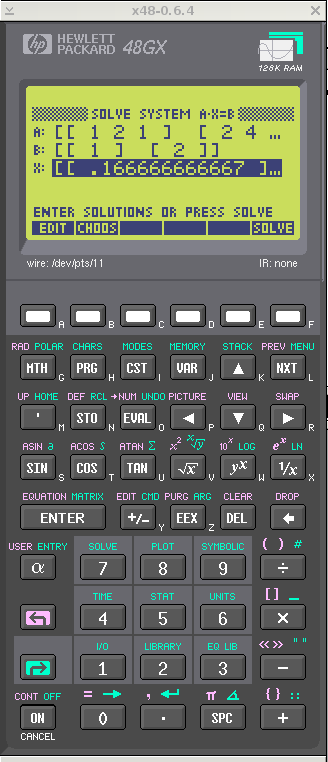 x48-0.6.4
hp HEWLETT PACKARD 48GX
128K RAM
SOLVE SYSTEM A·X=B
A: [[ 1 2 1 ] [ 2 4 …
B: [[ 1 ] [ 2 ]]
X: [[ .166666666667 ]…
ENTER SOLUTIONS OR PRESS SOLVE
EDIT CHOOS SOLVE
wire: /dev/pts/11 IR: none
A B C D E F
RAD POLAR CHARS MODES MEMORY STACK PREV MENU
MTH G PRG H CST I VAR J ▲ K NXT L
UP HOME DEF RCL →NUM UNDO PICTURE VIEW SWAP
' M STO N EVAL O ◀ P ▼ Q ▶ R
ASIN ∂ ACOS ∫ ATAN Σ x² ˣ√y 10ˣ LOG eˣ LN
SIN S COS T TAN U √x V yˣ W 1/x X
EQUATION MATRIX EDIT CMD PURG ARG CLEAR DROP
ENTER +/− Y EEX Z DEL ←
USER ENTRY SOLVE PLOT SYMBOLIC ( ) #
α 7 8 9 ÷
TIME STAT UNITS [ ] _
4 5 6 ×
I/O LIBRARY EQ LIB « » " "
1 2 3 −
CONT OFF = → , ↵ π ∡ { } : :
ON 0 . SPC +
CANCEL